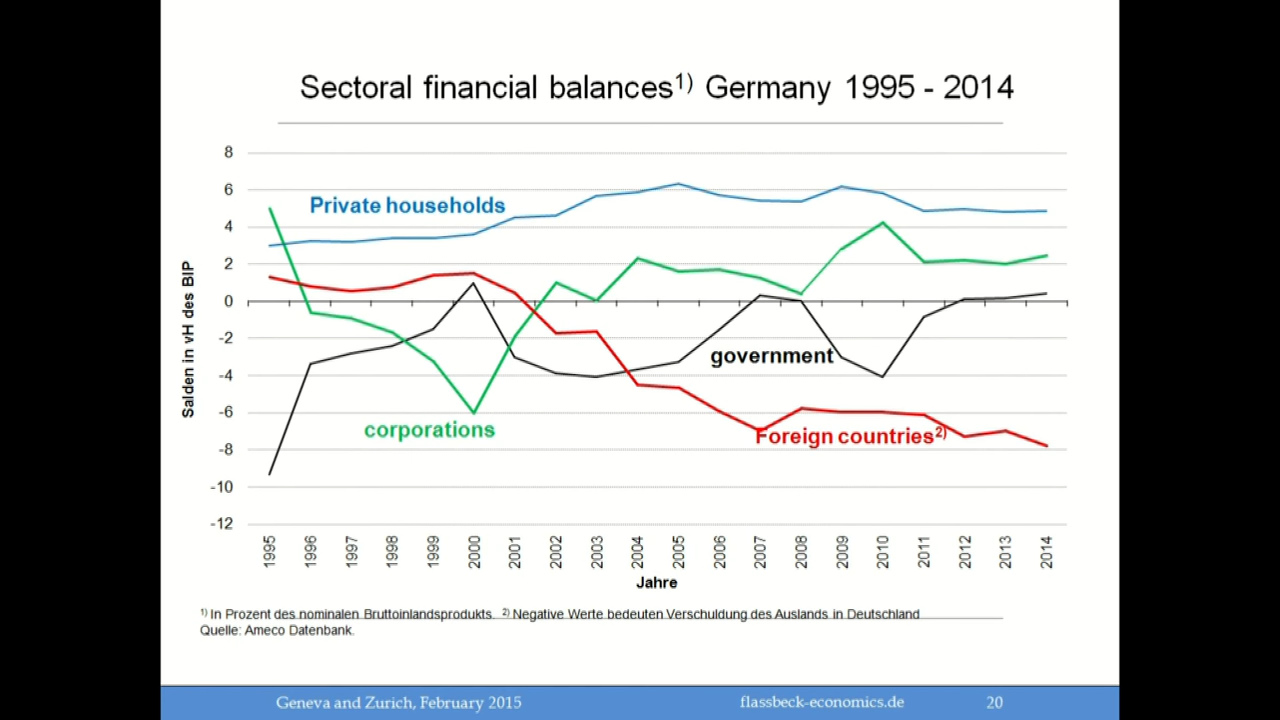 Sectoral financial balances1) Germany 1995 - 2014
8
6
4
2
0
-2
-4
-6
-8
-10
-12
Salden in vH des BIP
Private households
corporations
government
Foreign countries2)
1995 1996 1997 1998 1999 2000 2001 2002 2003 2004 2005 2006 2007 2008 2009 2010 2011 2012 2013 2014
Jahre
1) In Prozent des nominalen Bruttoinlandsprodukts. 2) Negative Werte bedeuten Verschuldung des Auslands in Deutschland
Quelle: Ameco Datenbank.
Geneva and Zurich, February 2015 flassbeck-economics.de 20